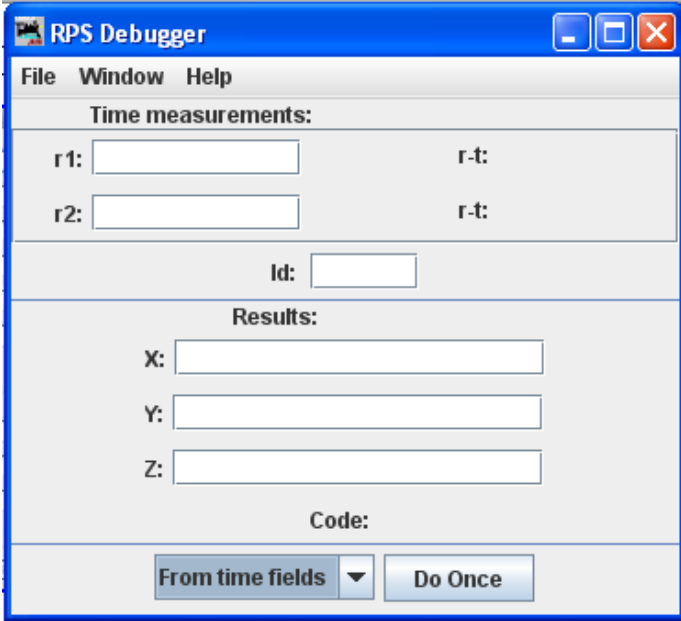 RPS Debugger
File Window Help
Time measurements:
r1: r-t:
r2: r-t:
Id:
Results:
X:
Y:
Z:
Code:
From time fields Do Once